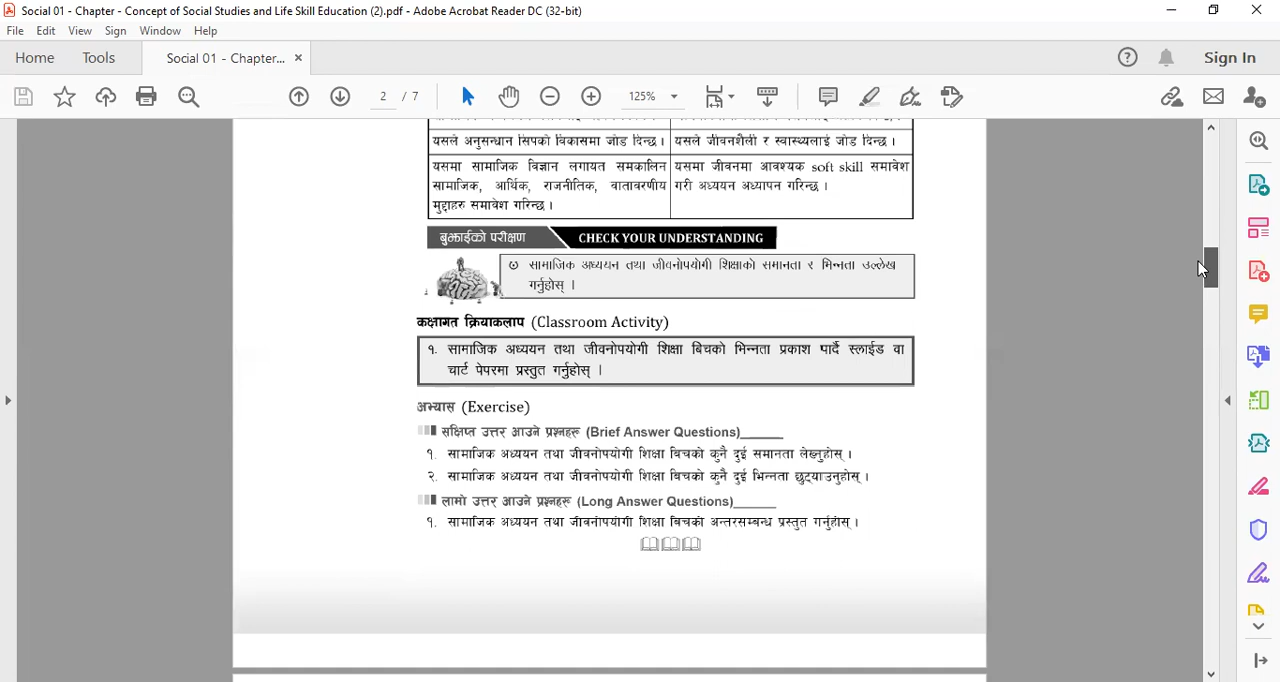 Social 01 - Chapter - Concept of Social Studies and Life Skill Education (2).pdf - Adobe Acrobat Reader DC (32-bit)
File Edit View Sign Window Help
Home Tools Social 01 - Chapter... × Sign In
2 / 7 125%
यसले अनुसन्धान सिपको विकासमा जोड दिन्छ । यसले जीवनशैली र स्वास्थ्यलाई जोड दिन्छ ।
यसमा सामाजिक विज्ञान लगायत समकालिन यसमा जीवनमा आवश्यक soft skill समावेश
सामाजिक, आर्थिक, राजनीतिक, वातावरणीय गरी अध्ययन अध्यापन गरिन्छ ।
मुद्दाहरु समावेश गरिन्छ ।
बुझाईको परीक्षण CHECK YOUR UNDERSTANDING
सामाजिक अध्ययन तथा जीवनोपयोगी शिक्षाको समानता र भिन्नता उल्लेख
गर्नुहोस् ।
कक्षागत क्रियाकलाप (Classroom Activity)
१. सामाजिक अध्ययन तथा जीवनोपयोगी शिक्षा बिचको भिन्नता प्रकाश पार्दै स्लाईड वा
चार्ट पेपरमा प्रस्तुत गर्नुहोस् ।
अभ्यास (Exercise)
संक्षिप्त उत्तर आउने प्रश्नहरू (Brief Answer Questions)______
१. सामाजिक अध्ययन तथा जीवनोपयोगी शिक्षा बिचको कुनै दुई समानता लेख्नुहोस् ।
२. सामाजिक अध्ययन तथा जीवनोपयोगी शिक्षा बिचको कुनै दुई भिन्नता छुट्याउनुहोस् ।
लामो उत्तर आउने प्रश्नहरू (Long Answer Questions)______
१. सामाजिक अध्ययन तथा जीवनोपयोगी शिक्षा बिचको अन्तरसम्बन्ध प्रस्तुत गर्नुहोस् ।